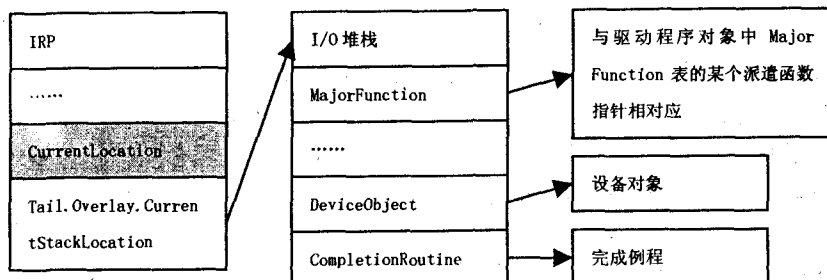 IRP
……
CurrentLocation
Tail.Overlay.Curren
tStackLocation
I/O 堆栈
MajorFunction
……
DeviceObject
CompletionRoutine
与驱动程序对象中 Major
Function 表的某个派遣函数
指针相对应
设备对象
完成例程